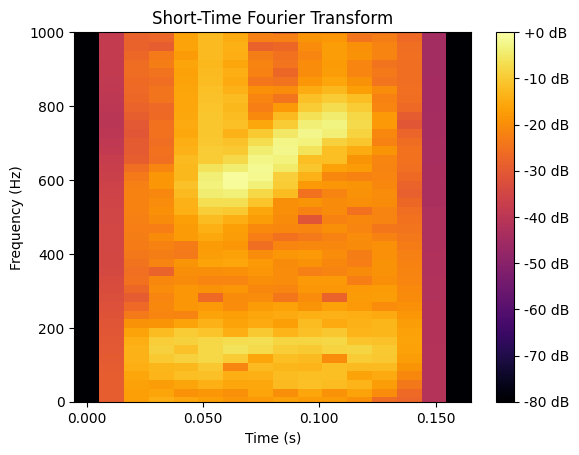 Short-Time Fourier Transform
Frequency (Hz)
1000
800
600
400
200
0
0.000
0.050
0.100
0.150
Time (s)
+0 dB
-10 dB
-20 dB
-30 dB
-40 dB
-50 dB
-60 dB
-70 dB
-80 dB